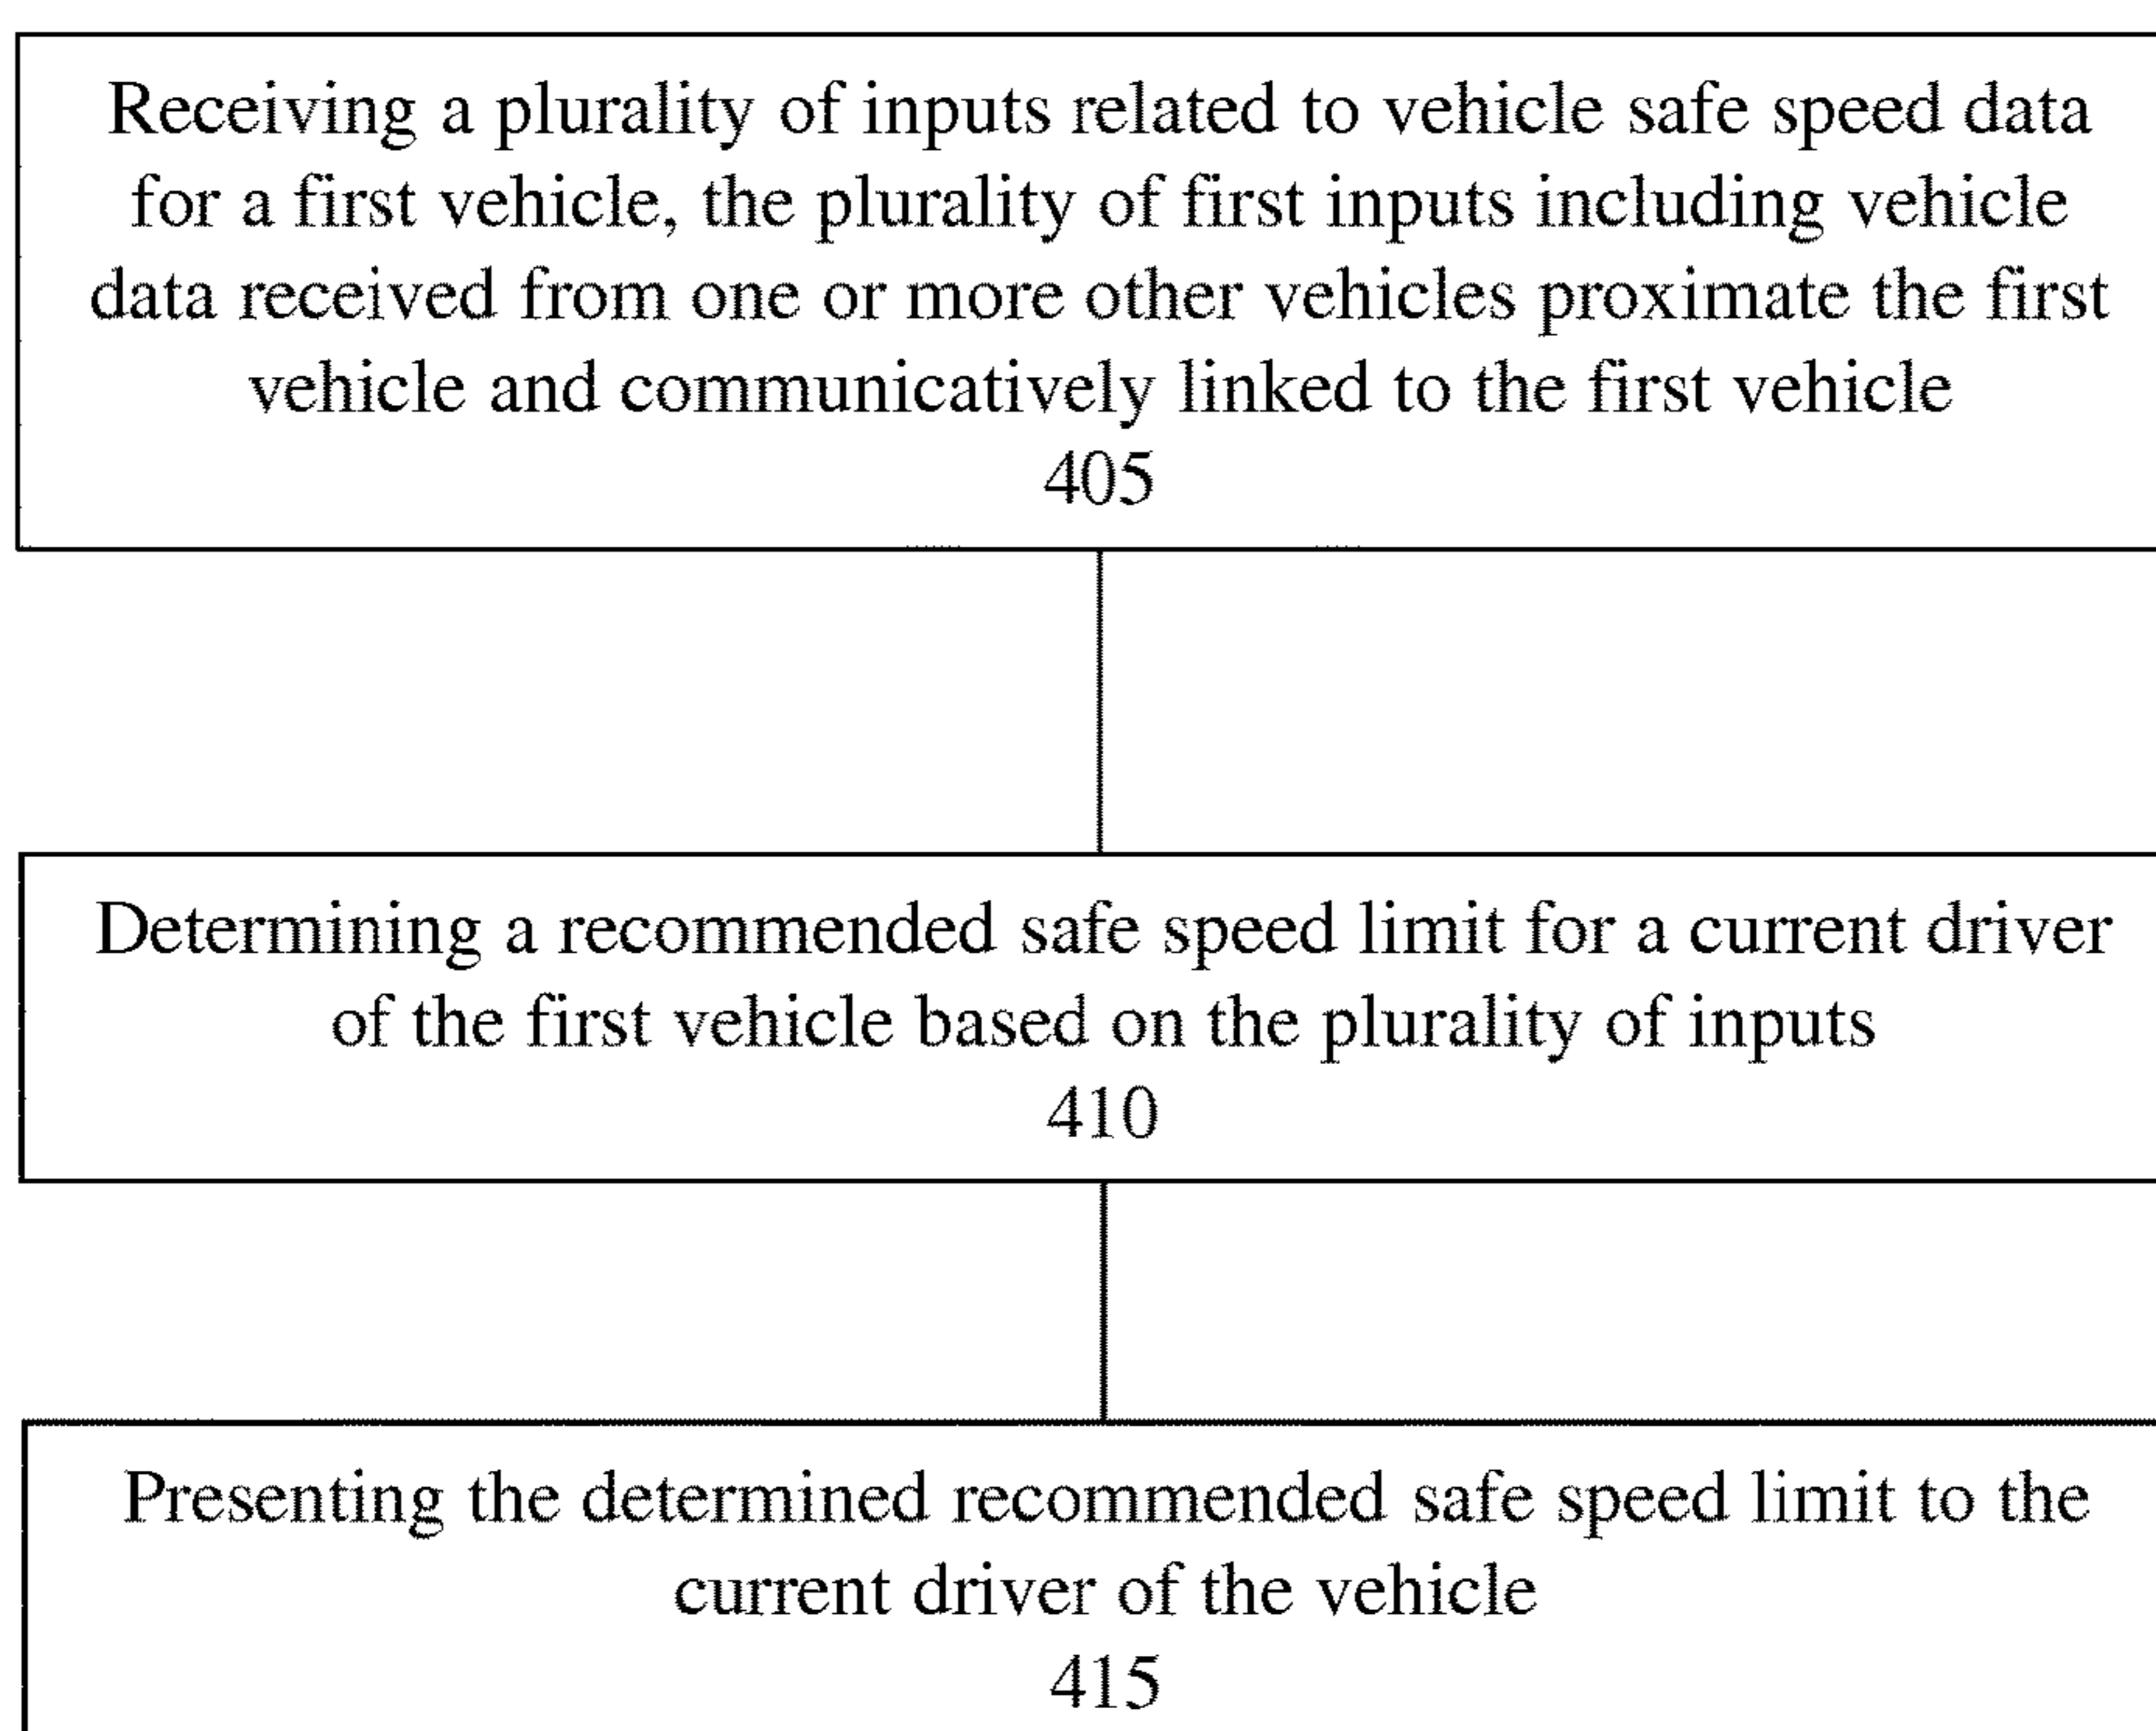 Receiving a plurality of inputs related to vehicle safe speed data
for a first vehicle, the plurality of first inputs including vehicle
data received from one or more other vehicles proximate the first
vehicle and communicatively linked to the first vehicle
405
Determining a recommended safe speed limit for a current driver
of the first vehicle based on the plurality of inputs
410
Presenting the determined recommended safe speed limit to the
current driver of the vehicle
415